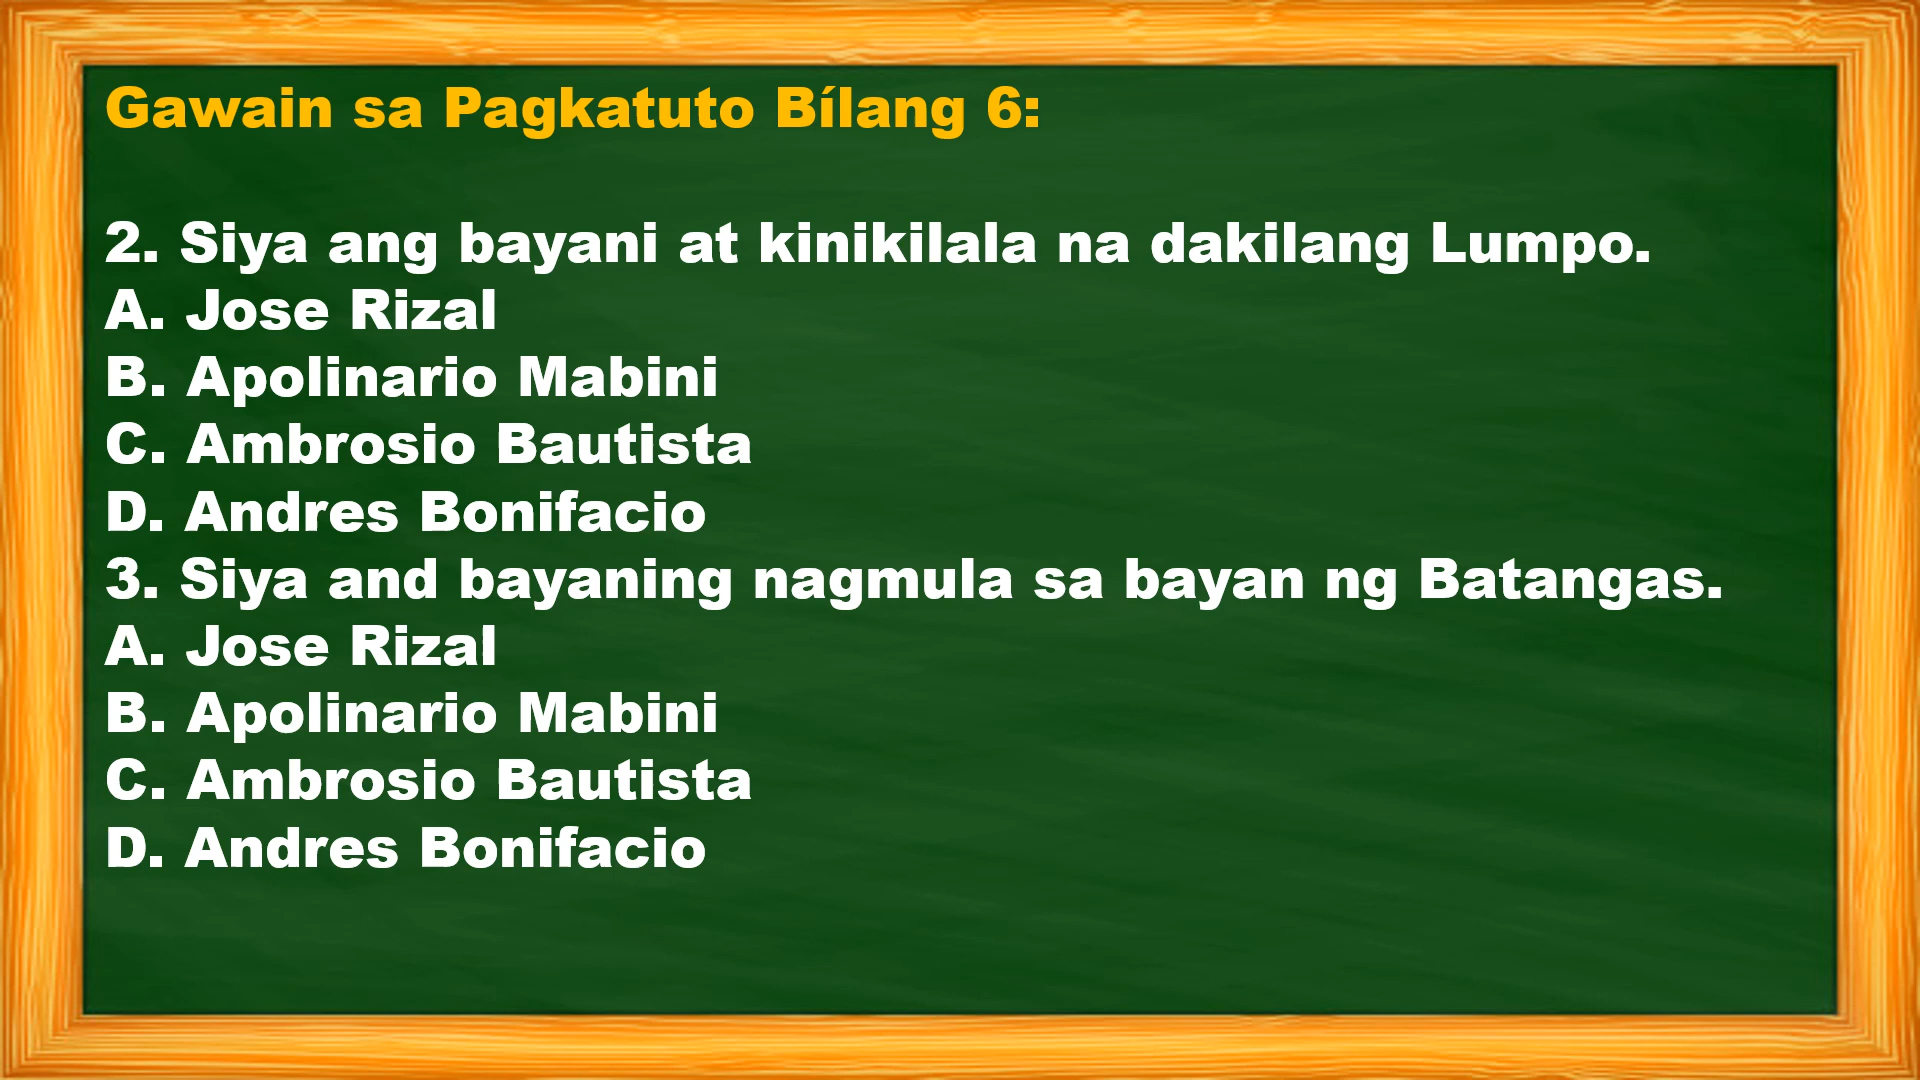 Gawain sa Pagkatuto Bílang 6:
2. Siya ang bayani at kinikilala na dakilang Lumpo.
A. Jose Rizal
B. Apolinario Mabini
C. Ambrosio Bautista
D. Andres Bonifacio
3. Siya and bayaning nagmula sa bayan ng Batangas.
A. Jose Rizal
B. Apolinario Mabini
C. Ambrosio Bautista
D. Andres Bonifacio